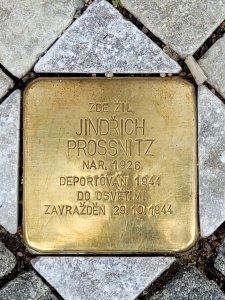 ZDE ŽIL
JINDŘICH
PROSSNITZ
NAR. 1926
DEPORTOVÁN 1944
DO OSVĚTIMI
ZAVRAŽDĚN 29.10.1944